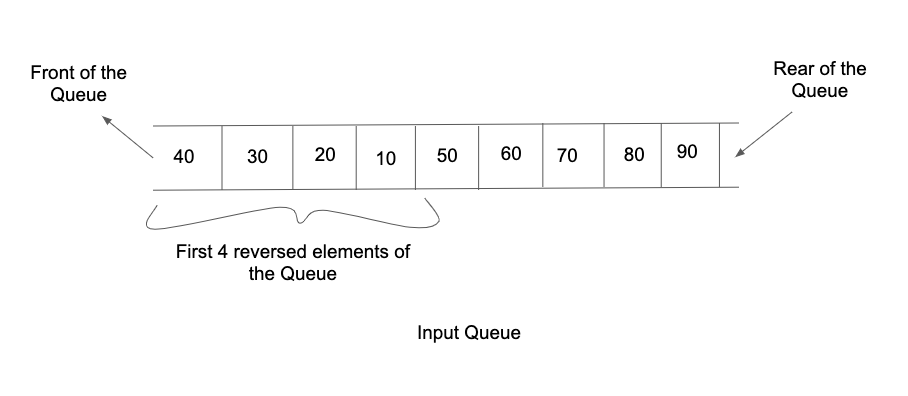 Front of the
Queue
Rear of the
Queue
40 30 20 10 50 60 70 80 90
First 4 reversed elements of
the Queue
Input Queue